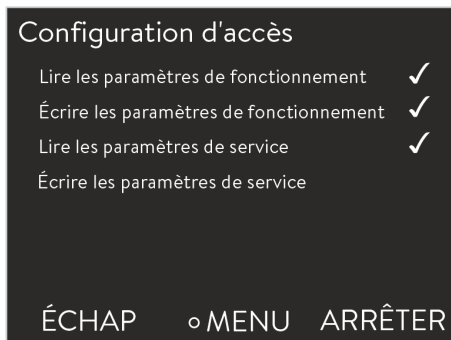 Configuration d'accès
Lire les paramètres de fonctionnement ✓
Écrire les paramètres de fonctionnement ✓
Lire les paramètres de service ✓
Écrire les paramètres de service
ÉCHAP ○ MENU ARRÊTER